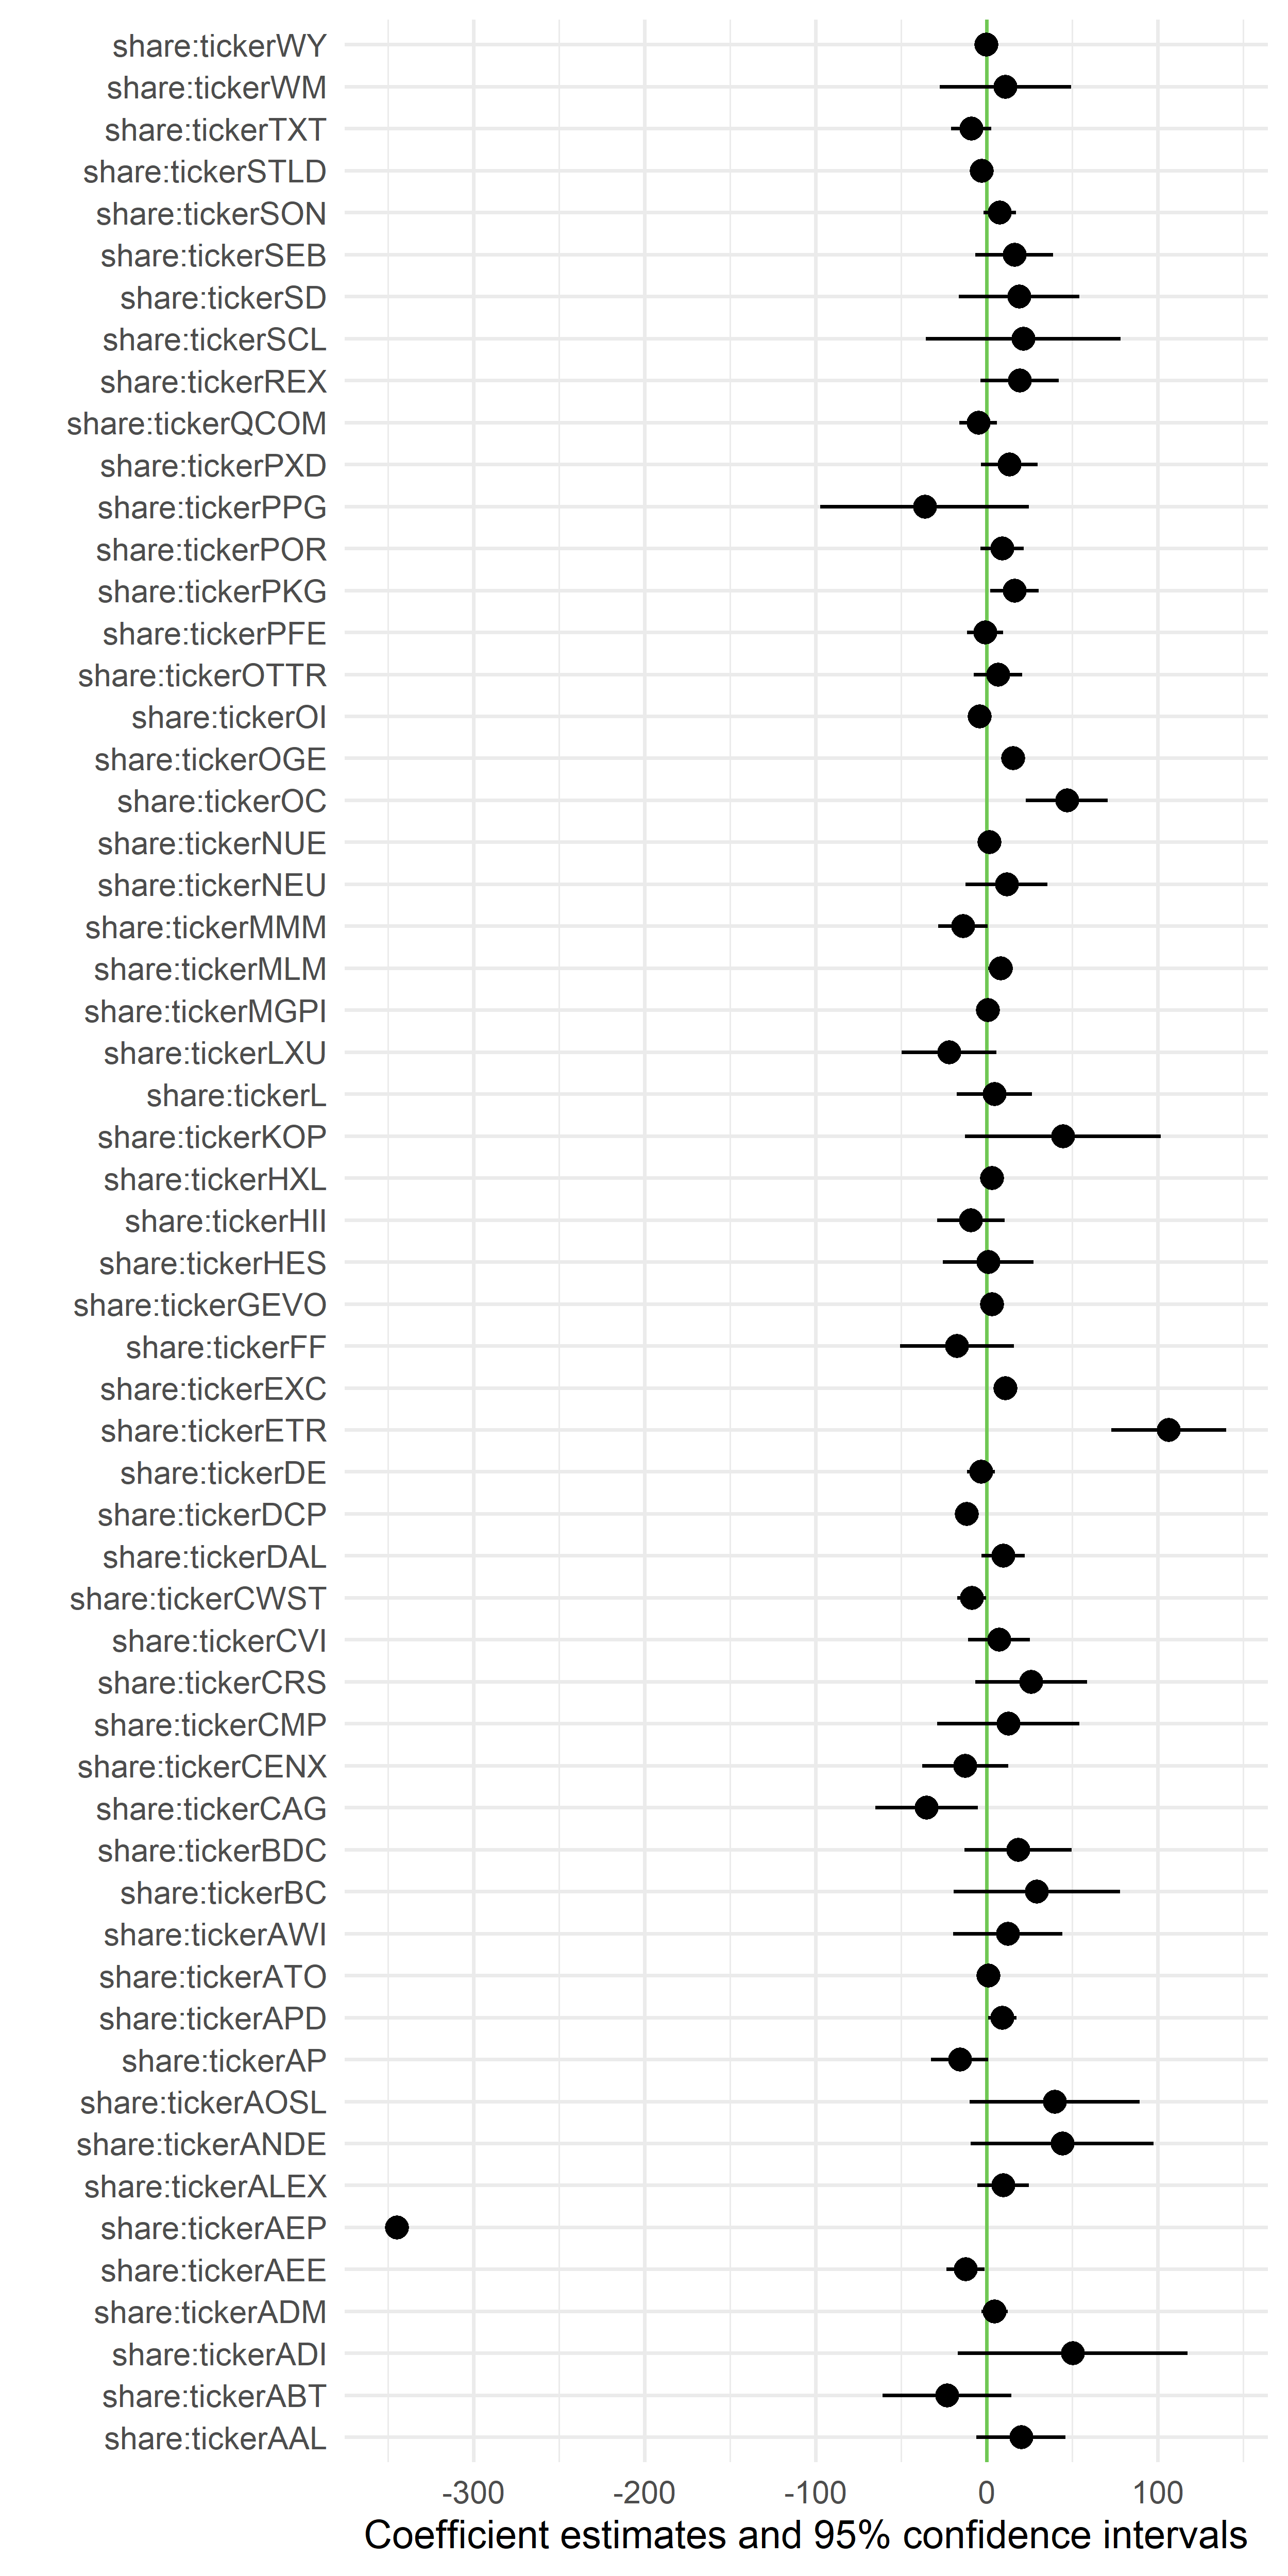 share:tickerWY
share:tickerWM
share:tickerTXT
share:tickerSTLD
share:tickerSON
share:tickerSEB
share:tickerSD
share:tickerSCL
share:tickerREX
share:tickerQCOM
share:tickerPXD
share:tickerPPG
share:tickerPOR
share:tickerPKG
share:tickerPFE
share:tickerOTTR
share:tickerOI
share:tickerOGE
share:tickerOC
share:tickerNUE
share:tickerNEU
share:tickerMMM
share:tickerMLM
share:tickerMGPI
share:tickerLXU
share:tickerL
share:tickerKOP
share:tickerHXL
share:tickerHII
share:tickerHES
share:tickerGEVO
share:tickerFF
share:tickerEXC
share:tickerETR
share:tickerDE
share:tickerDCP
share:tickerDAL
share:tickerCWST
share:tickerCVI
share:tickerCRS
share:tickerCMP
share:tickerCENX
share:tickerCAG
share:tickerBDC
share:tickerBC
share:tickerAWI
share:tickerATO
share:tickerAPD
share:tickerAP
share:tickerAOSL
share:tickerANDE
share:tickerALEX
share:tickerAEP
share:tickerAEE
share:tickerADM
share:tickerADI
share:tickerABT
share:tickerAAL
-300 -200 -100 0 100
Coefficient estimates and 95% confidence intervals